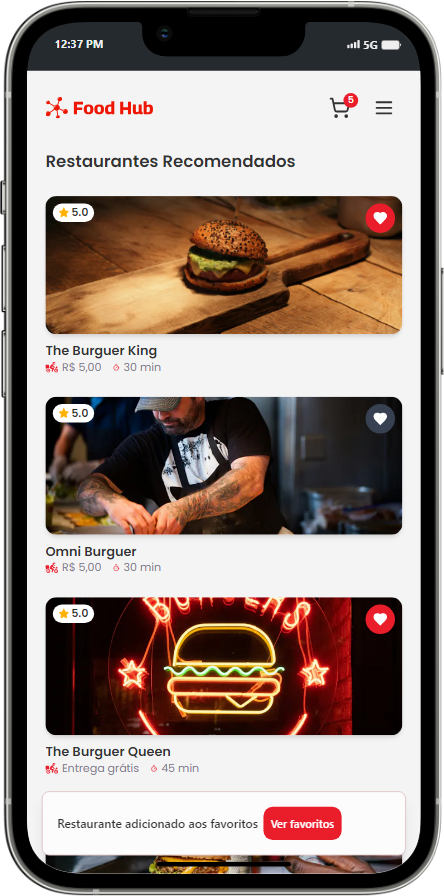 12:37 PM
5G
Food Hub
5
Restaurantes Recomendados
5.0
The Burguer King
R$ 5,00 30 min
5.0
Omni Burguer
R$ 5,00 30 min
5.0
BURGERS
The Burguer Queen
Entrega grátis 45 min
Restaurante adicionado aos favoritos Ver favoritos